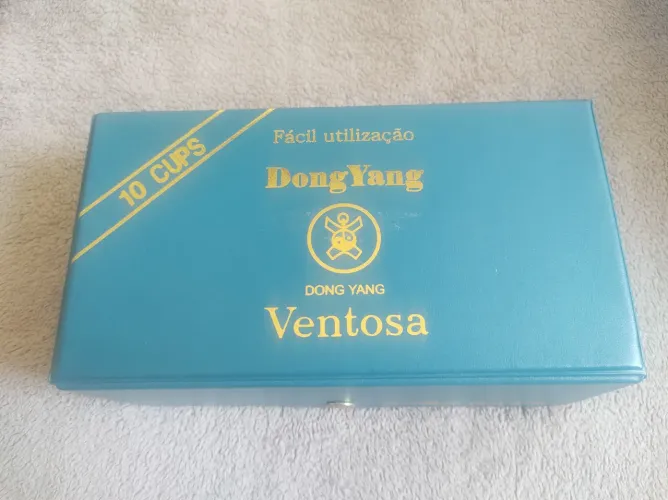 10 CUPS
Fácil utilização
DongYang
DONG YANG
Ventosa